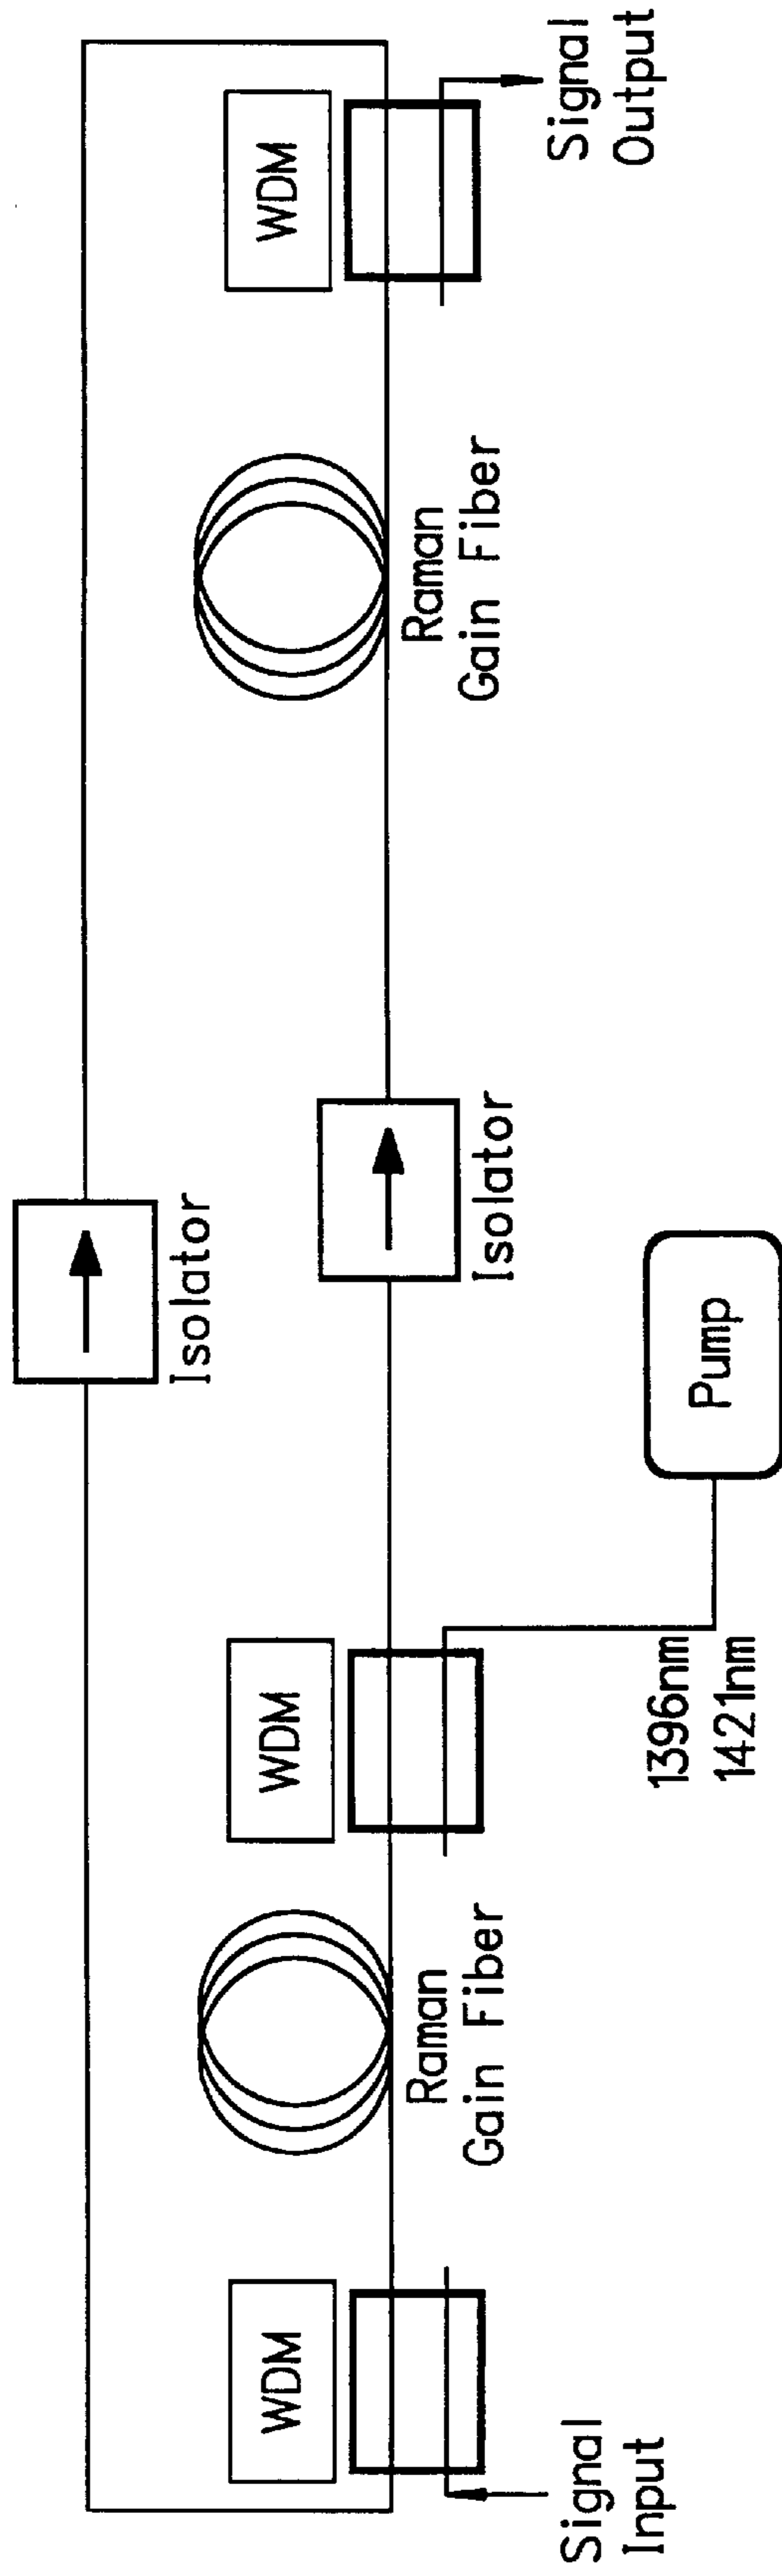 Isolator
WDM
WDM
WDM
Raman
Gain Fiber
Isolator
Raman
Gain Fiber
Signal
Input
1396nm
1421nm
Pump
Signal
Output